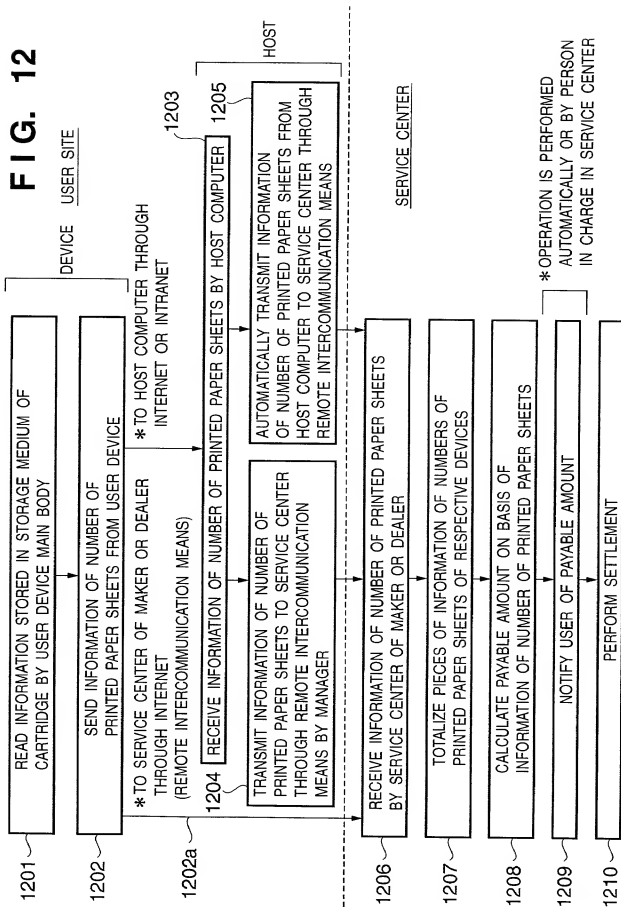 FIG. 12
DEVICE USER SITE
1201
READ INFORMATION STORED IN STORAGE MEDIUM OF
CARTRIDGE BY USER DEVICE MAIN BODY
1202
SEND INFORMATION OF NUMBER OF
PRINTED PAPER SHEETS FROM USER DEVICE
*TO SERVICE CENTER OF MAKER OR DEALER
THROUGH INTERNET
(REMOTE INTERCOMMUNICATION MEANS)
*TO HOST COMPUTER THROUGH
INTERNET OR INTRANET
1202a
1203
RECEIVE INFORMATION OF NUMBER OF PRINTED PAPER SHEETS BY HOST COMPUTER
HOST
1204
TRANSMIT INFORMATION OF NUMBER OF
PRINTED PAPER SHEETS TO SERVICE CENTER
THROUGH REMOTE INTERCOMMUNICATION
MEANS BY MANAGER
1205
AUTOMATICALLY TRANSMIT INFORMATION
OF NUMBER OF PRINTED PAPER SHEETS FROM
HOST COMPUTER TO SERVICE CENTER THROUGH
REMOTE INTERCOMMUNICATION MEANS
SERVICE CENTER
1206
RECEIVE INFORMATION OF NUMBER OF PRINTED PAPER SHEETS
BY SERVICE CENTER OF MAKER OR DEALER
1207
TOTALIZE PIECES OF INFORMATION OF NUMBERS OF
PRINTED PAPER SHEETS OF RESPECTIVE DEVICES
1208
CALCULATE PAYABLE AMOUNT ON BASIS OF
INFORMATION OF NUMBER OF PRINTED PAPER SHEETS
1209
NOTIFY USER OF PAYABLE AMOUNT
*OPERATION IS PERFORMED
AUTOMATICALLY OR BY PERSON
IN CHARGE IN SERVICE CENTER
1210
PERFORM SETTLEMENT